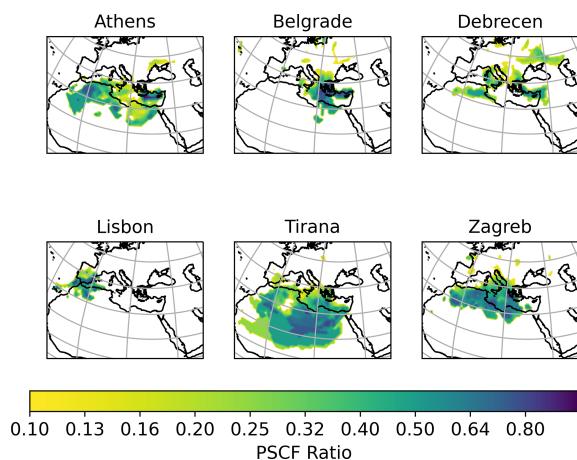 Athens Belgrade Debrecen
Lisbon Tirana Zagreb
0.10 0.13 0.16 0.20 0.25 0.32 0.40 0.50 0.64 0.80
PSCF Ratio